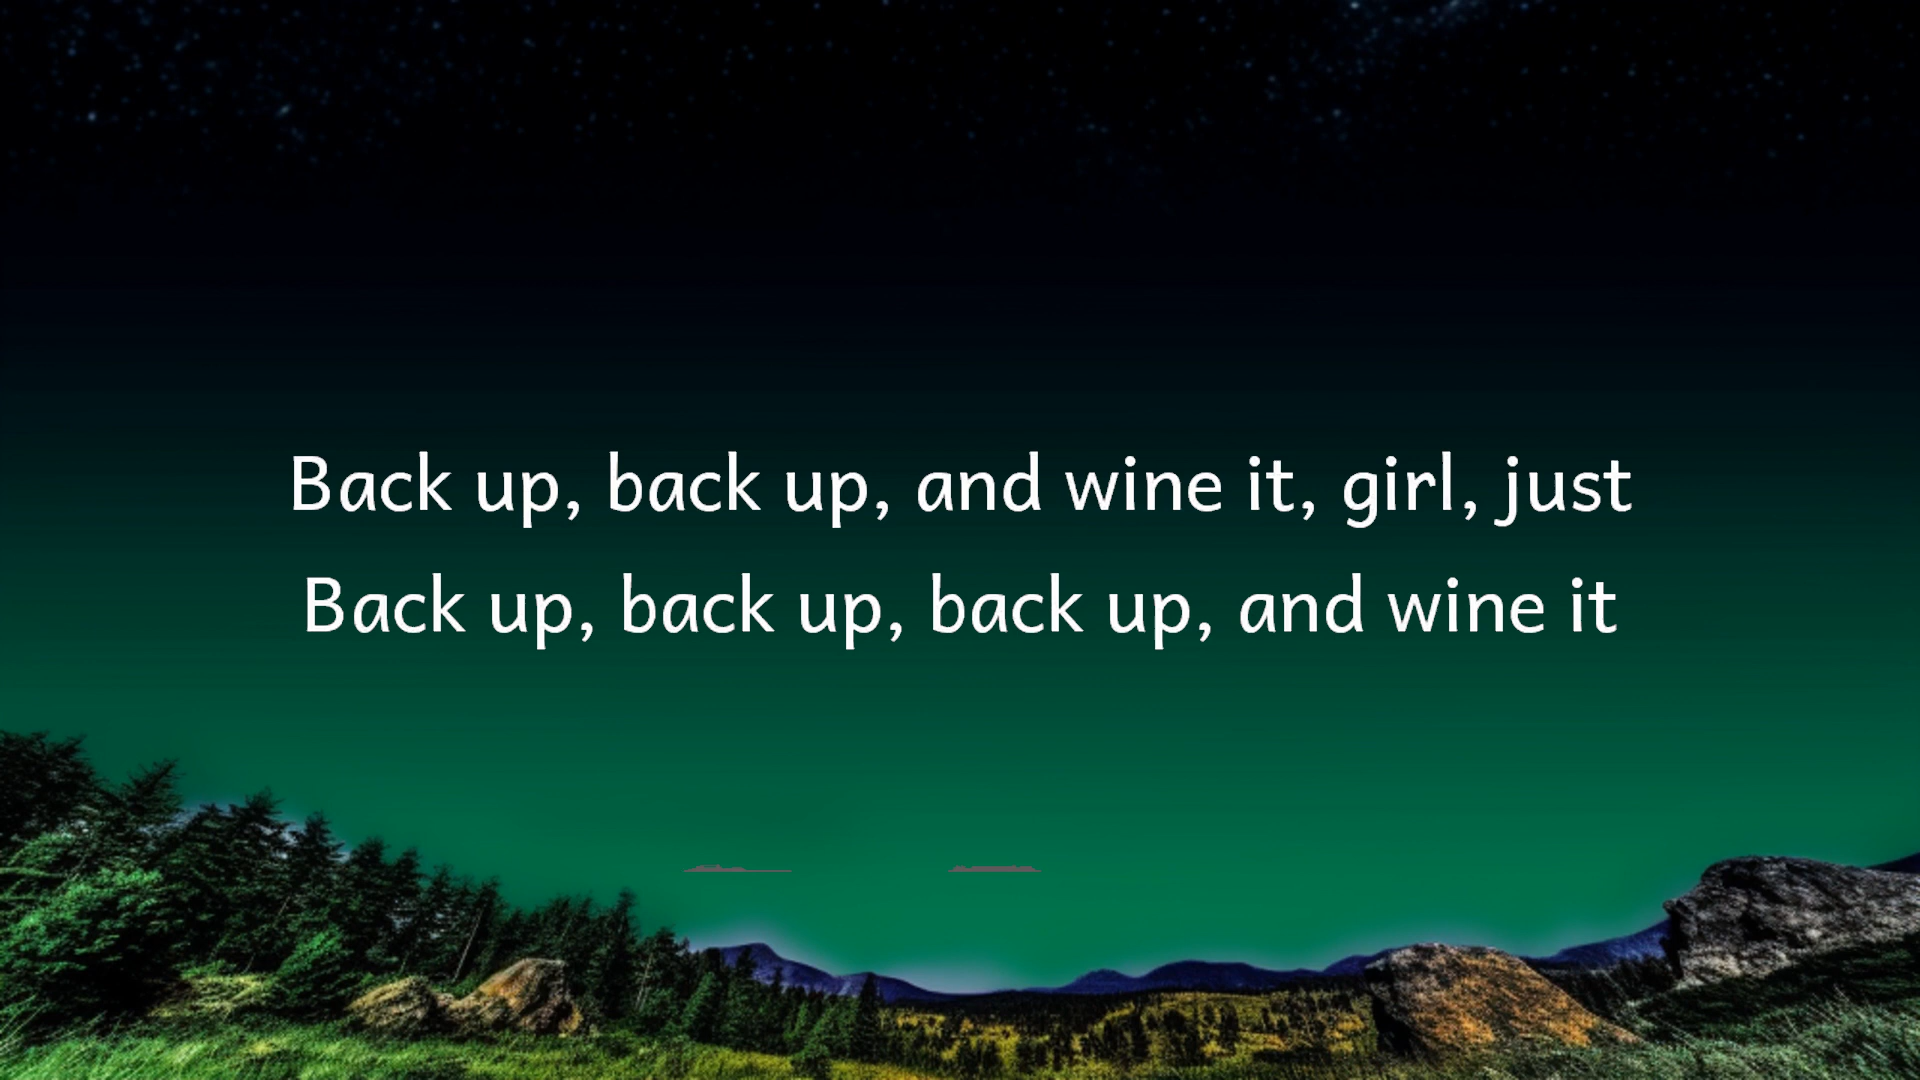 Back up, back up, and wine it, girl, just
Back up, back up, back up, and wine it